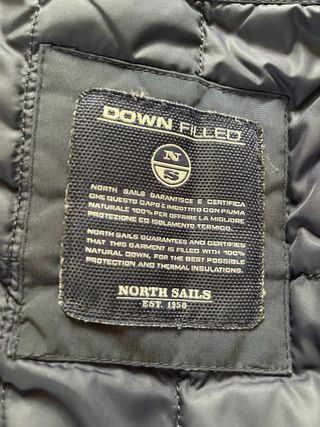 DOWN FILLED
N
S
NORTH SAILS GARANTISCE E CERTIFICA
CHE QUESTO CAPO È IMBOTTITO CON PIUMA
NATURALE 100% PER OFFRIRE LA MIGLIORE
PROTEZIONE ED ISOLAMENTO TERMICO.
NORTH SAILS GUARANTEES AND CERTIFIES
THAT THIS GARMENT IS FILLED WITH 100%
NATURAL DOWN, FOR THE BEST POSSIBLE
PROTECTION AND THERMAL INSULATIONS.
NORTH SAILS
EST. 1956